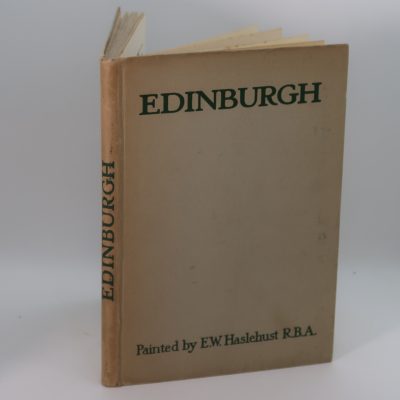 EDINBURGH
EDINBURGH
Painted by E.W. Haslehust R.B.A.